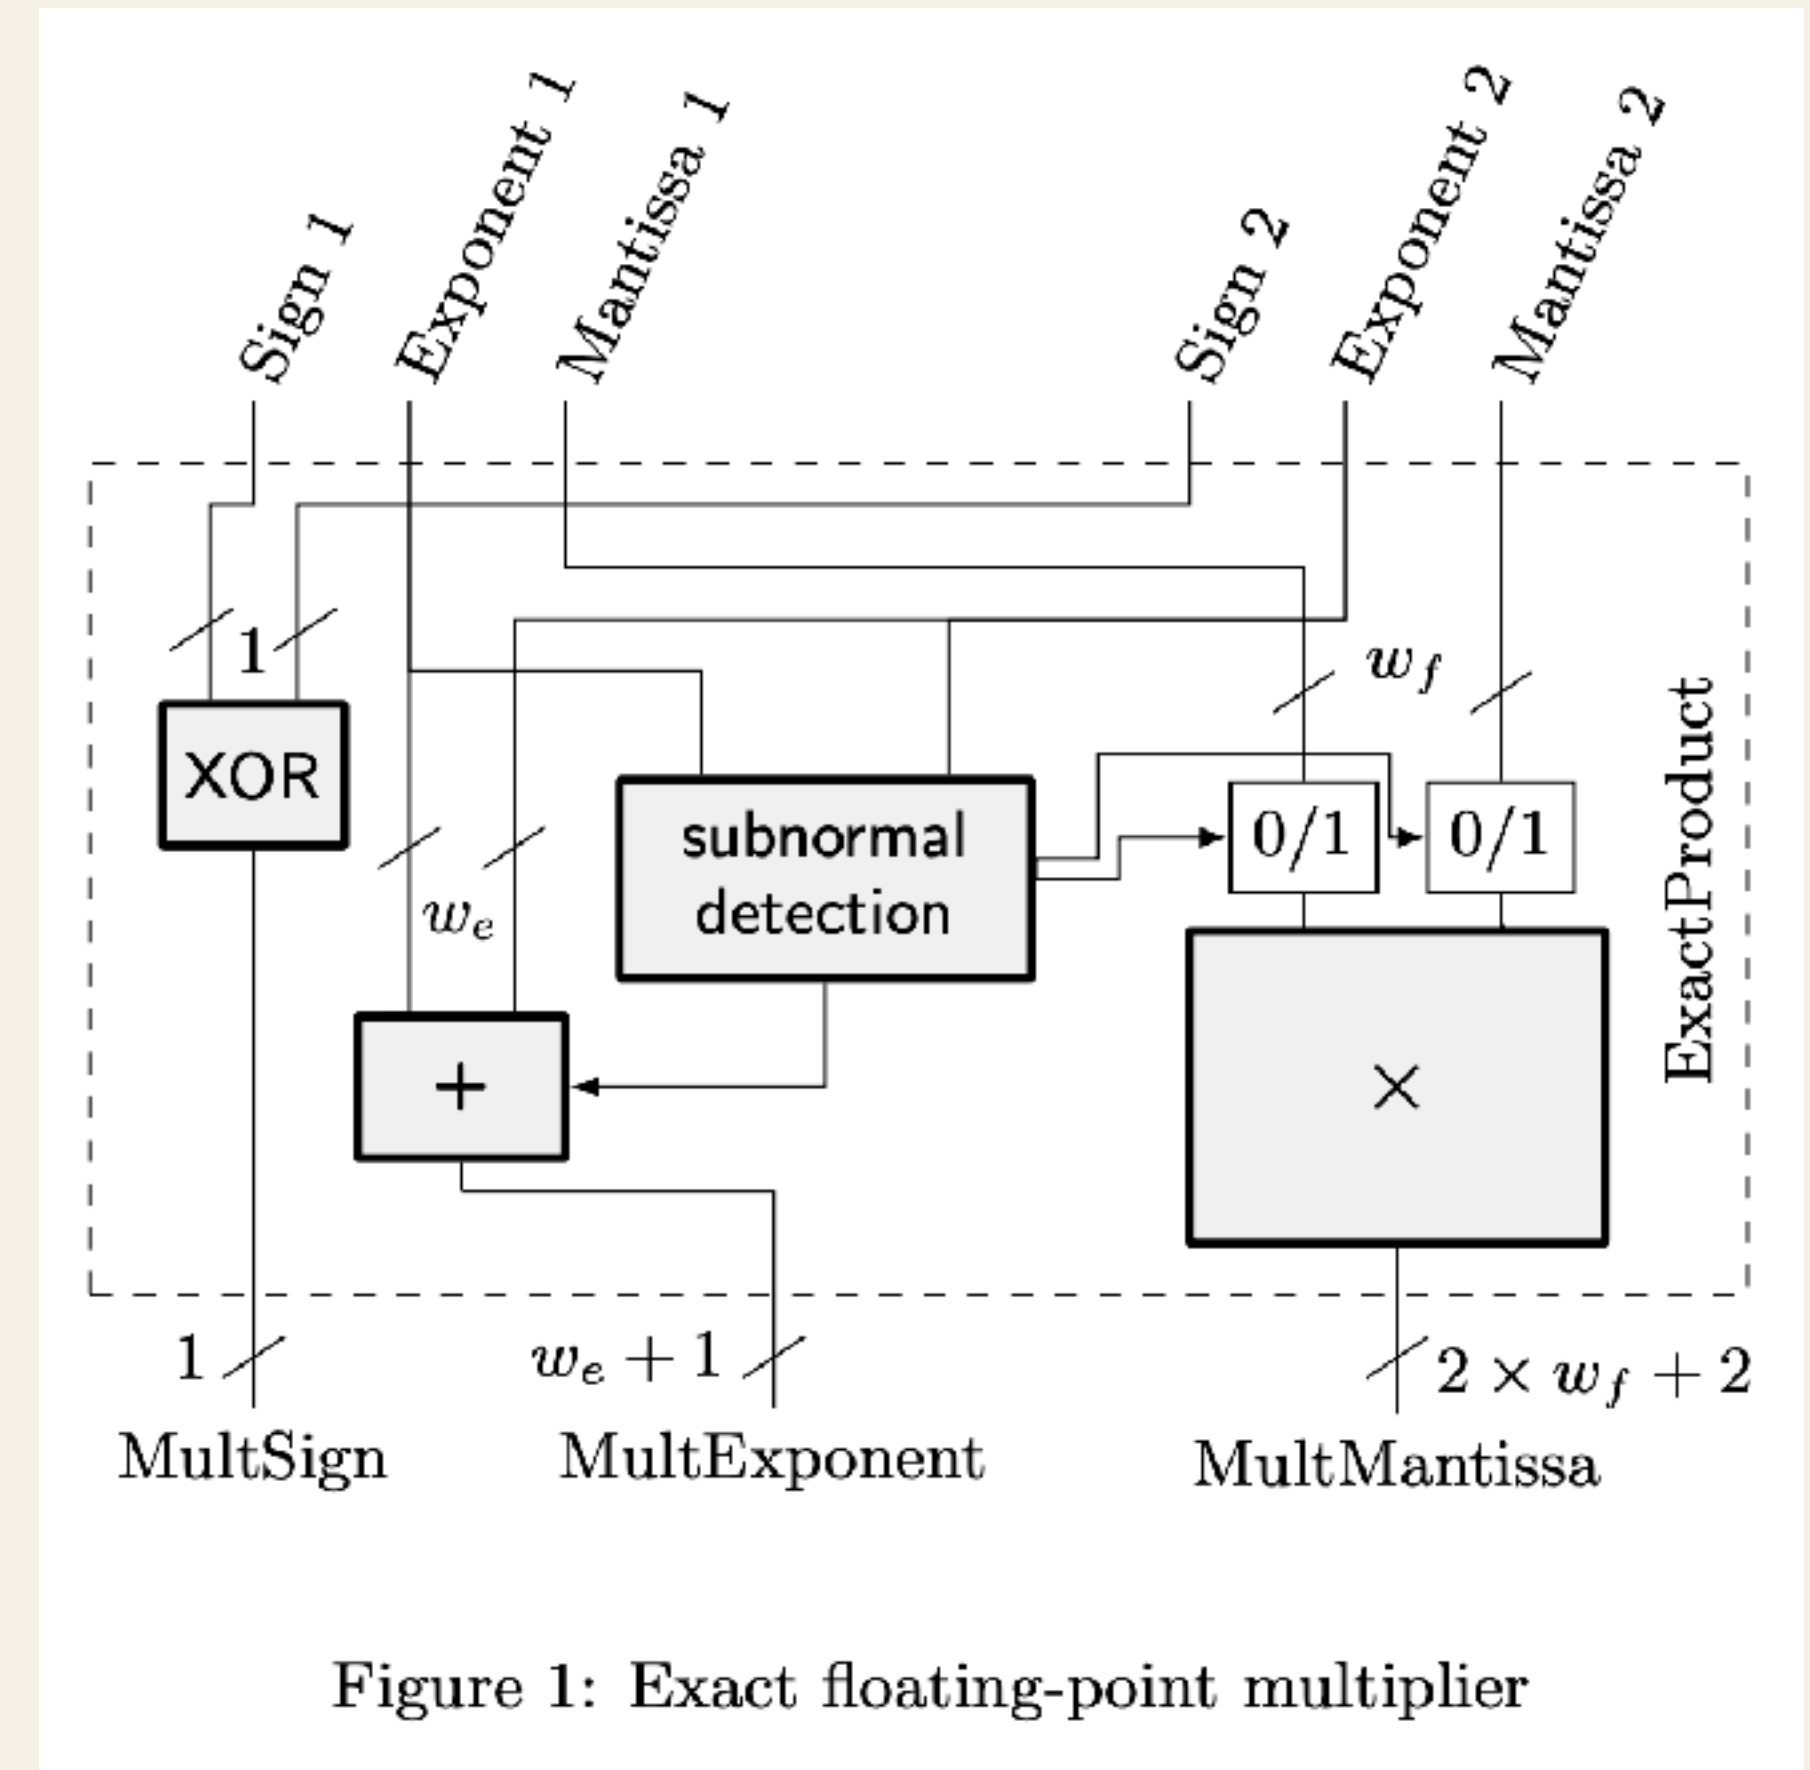 Sign 1
Exponent 1
Mantissa 1
Sign 2
Exponent 2
Mantissa 2
1
w_f
XOR
subnormal
detection
0/1
0/1
w_e
+
×
ExactProduct
1
w_e + 1
2 × w_f + 2
MultSign
MultExponent
MultMantissa
Figure 1: Exact floating-point multiplier